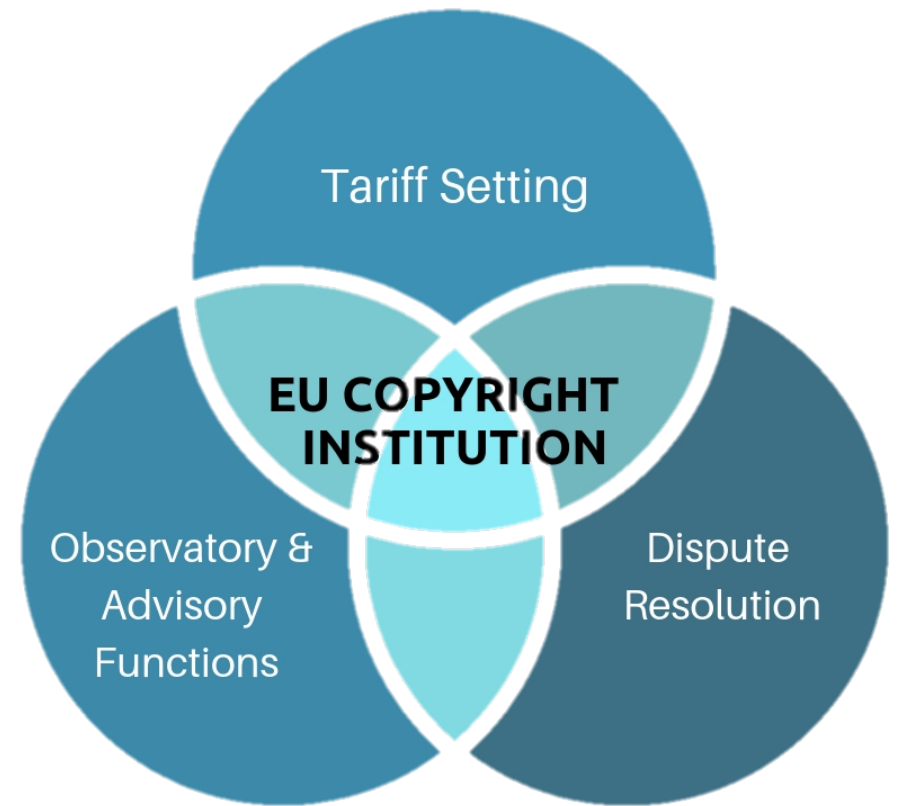 Tariff Setting
EU COPYRIGHT
INSTITUTION
Observatory &
Advisory
Functions
Dispute
Resolution